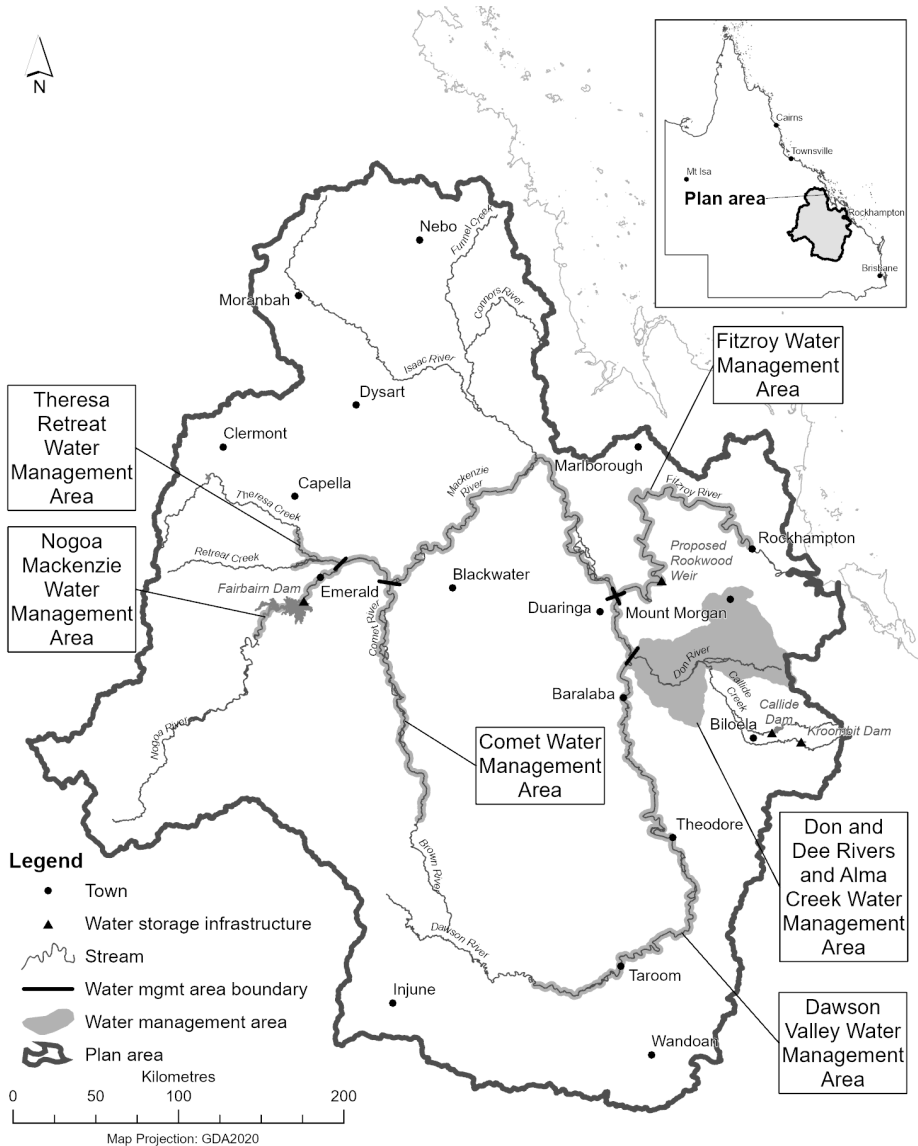 N
Cairns
Townsville
Mt Isa
Plan area
Rockhampton
Brisbane
Nebo
Funnel Creek
Moranbah
Connors River
Isaac River
Fitzroy Water
Management
Area
Dysart
Theresa
Retreat
Water
Management
Area
Clermont
Marlborough
Mackenzie
River
Capella
Theresa Creek
Fitzroy River
Nogoa
Mackenzie
Water
Management
Area
Retreat Creek
Rockhampton
Proposed
Rookwood
Weir
Fairbairn Dam
Emerald
Blackwater
Duaringa
Mount Morgan
Comet River
Don River
Baralaba
Callide
Creek
Callide
Dam
Biloela
Kroombit Dam
Nogoa River
Comet Water
Management
Area
Theodore
Don and
Dee Rivers
and Alma
Creek Water
Management
Area
Brown River
Dawson River
Taroom
Injune
Dawson
Valley Water
Management
Area
Wandoan
Legend
Town
Water storage infrastructure
Stream
Water mgmt area boundary
Water management area
Plan area
Kilometres
0 50 100 200
Map Projection: GDA2020